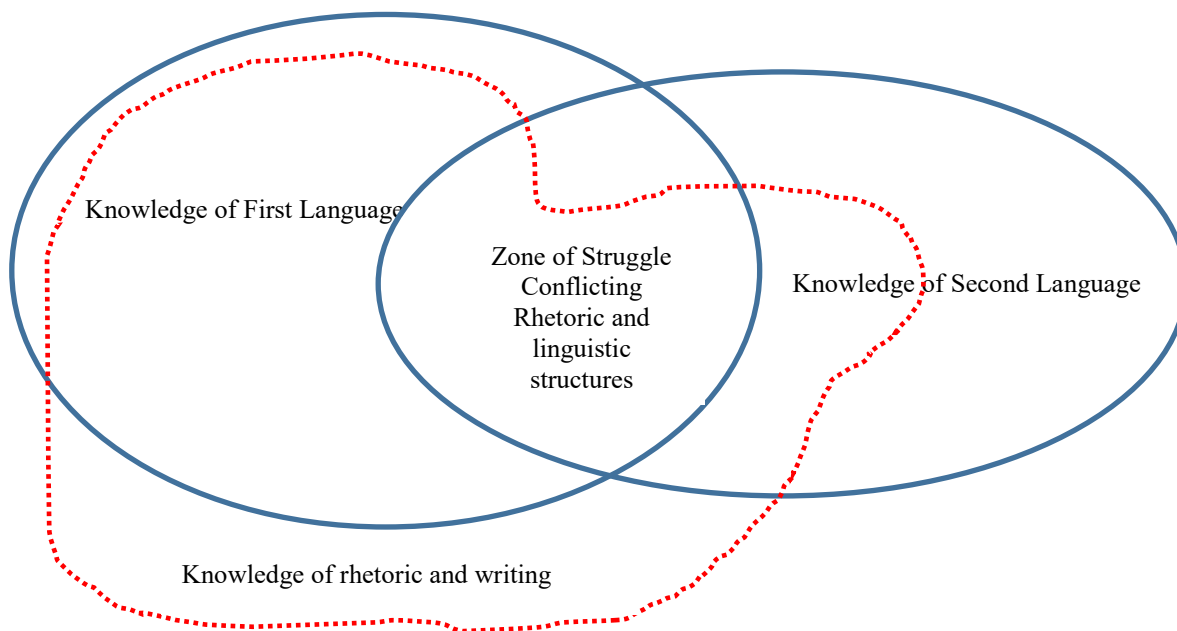 Knowledge of First Language
Zone of Struggle
Conflicting
Rhetoric and
linguistic
structures
Knowledge of Second Language
Knowledge of rhetoric and writing